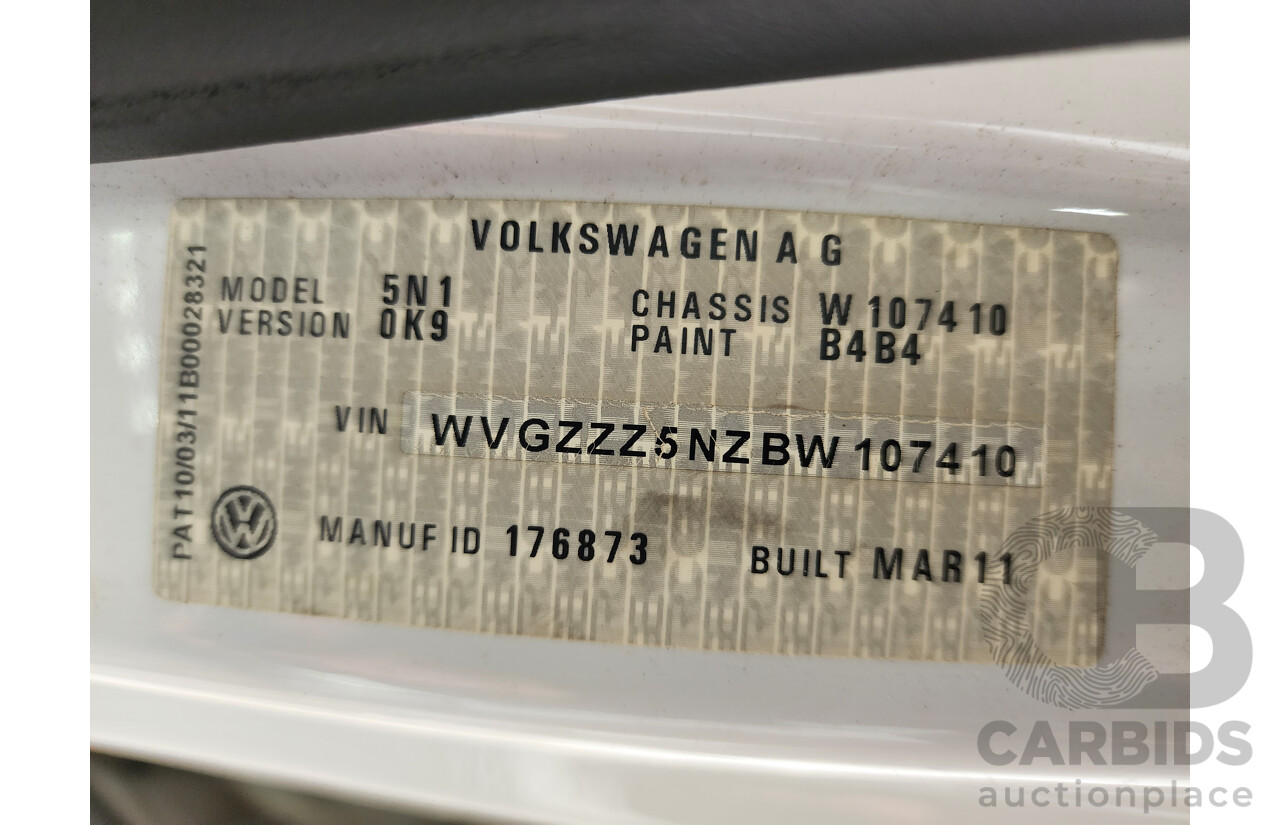 VOLKSWAGEN A G
MODEL 5N1
VERSION 0K9
CHASSIS W 107410
PAINT B4B4
VIN WVGZZZ5NZBW107410
MANUF ID 176873
BUILT MAR11
PAT10/03/11B00028321
CARBIDS
auctionplace